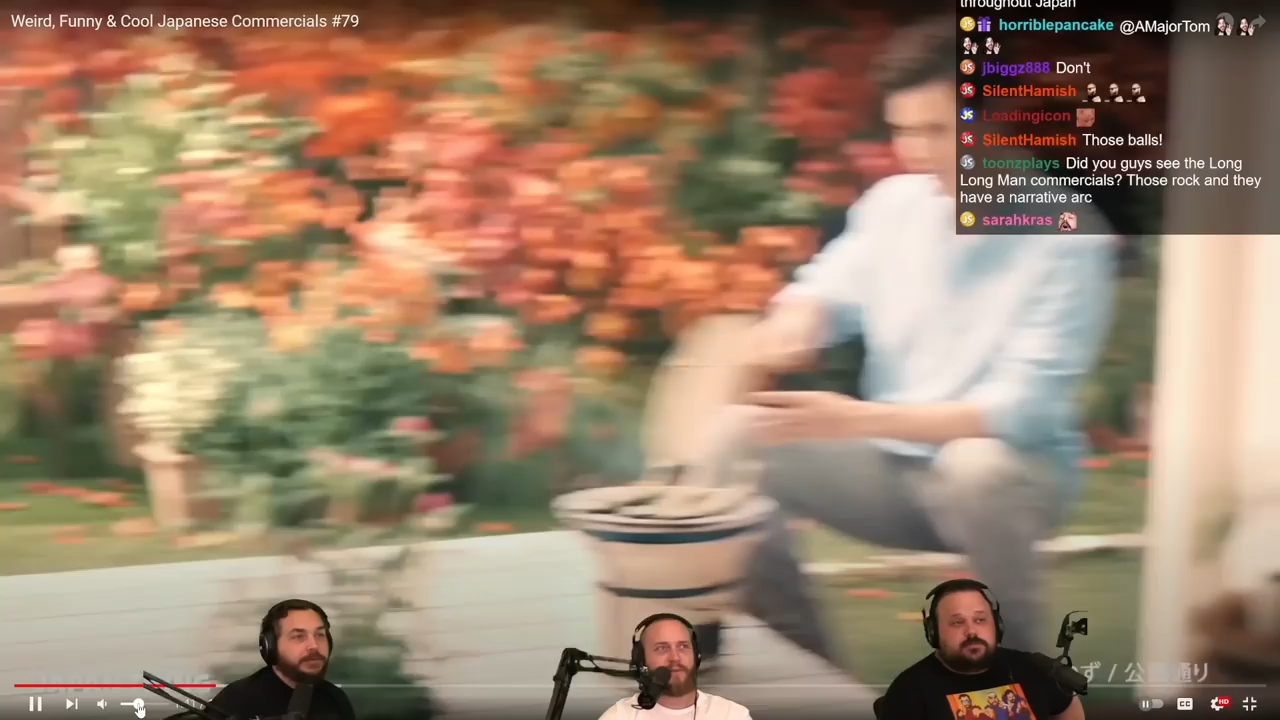 Weird, Funny & Cool Japanese Commercials #79
throughout Japan
horriblepancake @AMajorTom
jbiggz888 Don't
SilentHamish
Loadingicon
SilentHamish Those balls!
toonzplays Did you guys see the Long
Long Man commercials? Those rock and they
have a narrative arc
sarahkras
ず / 公園通り
HD